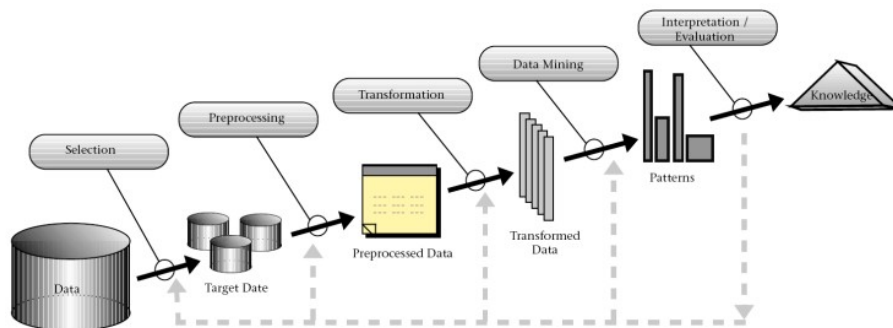 Interpretation /
Evaluation
Data Mining
Transformation
Preprocessing
Selection
Knowledge
Patterns
Transformed
Data
Preprocessed Data
Target Date
Data